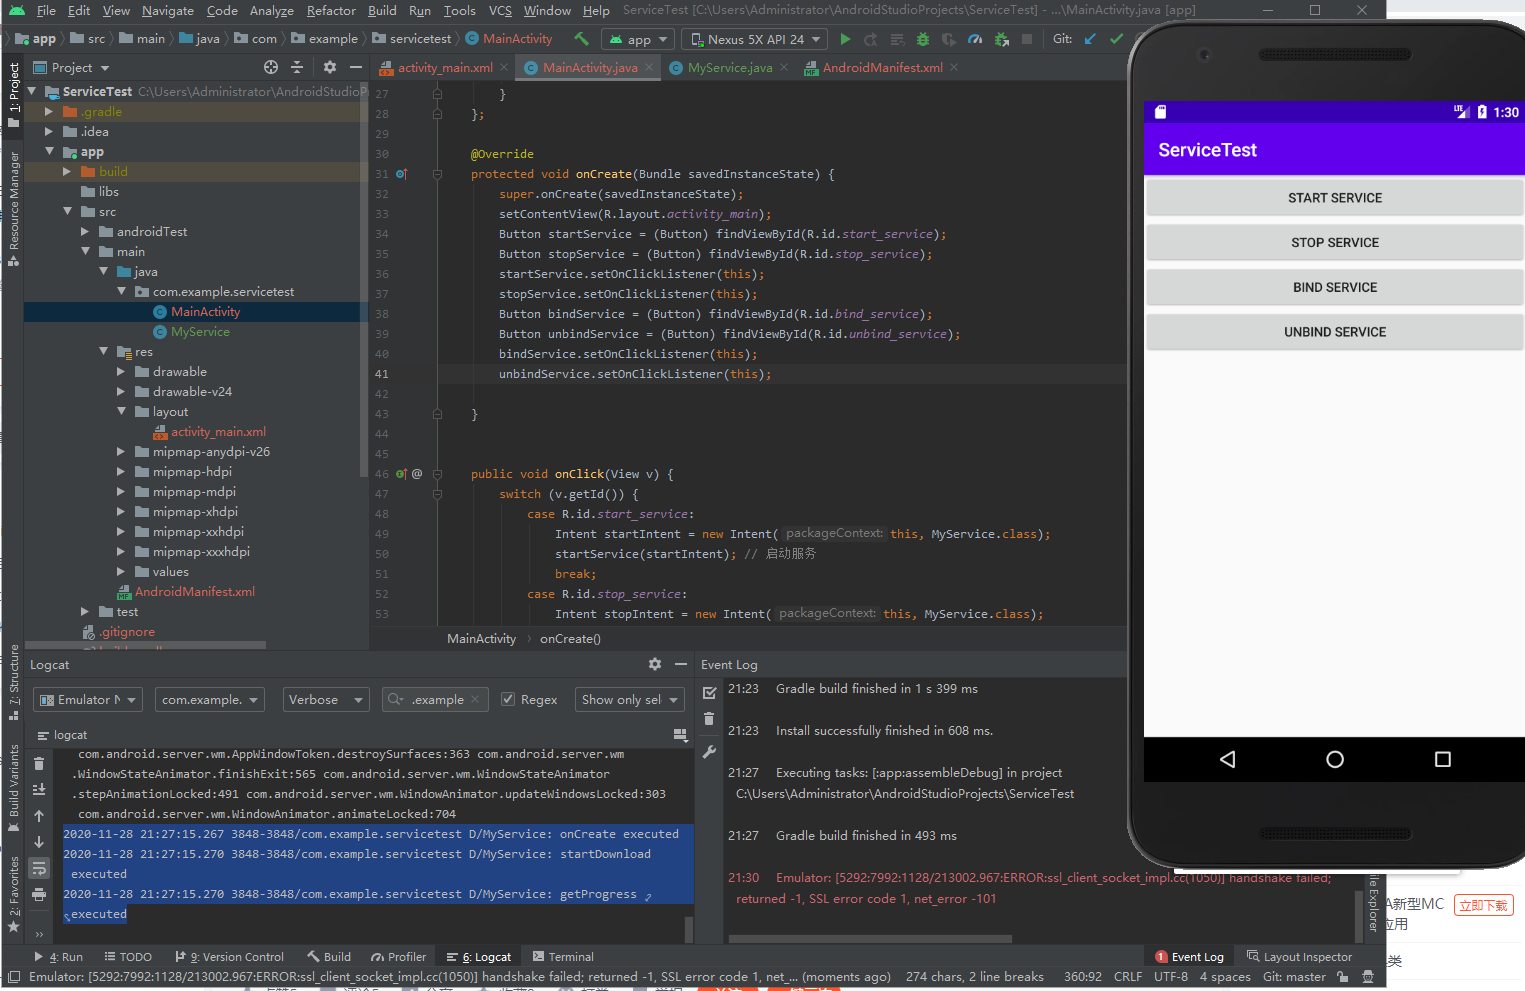 File Edit View Navigate Code Analyze Refactor Build Run Tools VCS Window Help ServiceTest [C:\Users\Administrator\AndroidStudioProjects\ServiceTest] - ...\MainActivity.java [app]
app src main java com example servicetest MainActivity app Nexus 5X API 24 Git:
Project activity_main.xml MainActivity.java MyService.java AndroidManifest.xml
1: Project
Resource Manager
7: Structure
Build Variants
2: Favorites
ServiceTest C:\Users\Administrator\AndroidStudioP
.gradle
.idea
app
build
libs
src
androidTest
main
java
com.example.servicetest
MainActivity
MyService
res
drawable
drawable-v24
layout
activity_main.xml
mipmap-anydpi-v26
mipmap-hdpi
mipmap-mdpi
mipmap-xhdpi
mipmap-xxhdpi
mipmap-xxxhdpi
values
AndroidManifest.xml
test
.gitignore
27 }
28 };
29
30 @Override
31 protected void onCreate(Bundle savedInstanceState) {
32 super.onCreate(savedInstanceState);
33 setContentView(R.layout.activity_main);
34 Button startService = (Button) findViewById(R.id.start_service);
35 Button stopService = (Button) findViewById(R.id.stop_service);
36 startService.setOnClickListener(this);
37 stopService.setOnClickListener(this);
38 Button bindService = (Button) findViewById(R.id.bind_service);
39 Button unbindService = (Button) findViewById(R.id.unbind_service);
40 bindService.setOnClickListener(this);
41 unbindService.setOnClickListener(this);
42
43 }
44
45
46 @ public void onClick(View v) {
47 switch (v.getId()) {
48 case R.id.start_service:
49 Intent startIntent = new Intent( packageContext: this, MyService.class);
50 startService(startIntent); // 启动服务
51 break;
52 case R.id.stop_service:
53 Intent stopIntent = new Intent( packageContext: this, MyService.class);
MainActivity › onCreate()
LTE 1:30
ServiceTest
START SERVICE
STOP SERVICE
BIND SERVICE
UNBIND SERVICE
Logcat
Emulator N com.example. Verbose .example Regex Show only sel
logcat
com.android.server.wm.AppWindowToken.destroySurfaces:363 com.android.server.wm
.WindowStateAnimator.finishExit:565 com.android.server.wm.WindowStateAnimator
.stepAnimationLocked:491 com.android.server.wm.WindowAnimator.updateWindowsLocked:303
com.android.server.wm.WindowAnimator.animateLocked:704
2020-11-28 21:27:15.267 3848-3848/com.example.servicetest D/MyService: onCreate executed
2020-11-28 21:27:15.270 3848-3848/com.example.servicetest D/MyService: startDownload
executed
2020-11-28 21:27:15.270 3848-3848/com.example.servicetest D/MyService: getProgress
executed
Event Log
21:23 Gradle build finished in 1 s 399 ms
21:23 Install successfully finished in 608 ms.
21:27 Executing tasks: [:app:assembleDebug] in project
C:\Users\Administrator\AndroidStudioProjects\ServiceTest
21:27 Gradle build finished in 493 ms
21:30 Emulator: [5292:7992:1128/213002.967:ERROR:ssl_client_socket_impl.cc(1050)] handshake failed;
returned -1, SSL error code 1, net_error -101
ile Explorer
A新型MC 立即下载
应用
类
4: Run TODO 9: Version Control Build Profiler 6: Logcat Terminal 1 Event Log Layout Inspector
Emulator: [5292:7992:1128/213002.967:ERROR:ssl_client_socket_impl.cc(1050)] handshake failed; returned -1, SSL error code 1, net_... (moments ago) 274 chars, 2 line breaks 360:92 CRLF UTF-8 4 spaces Git: master